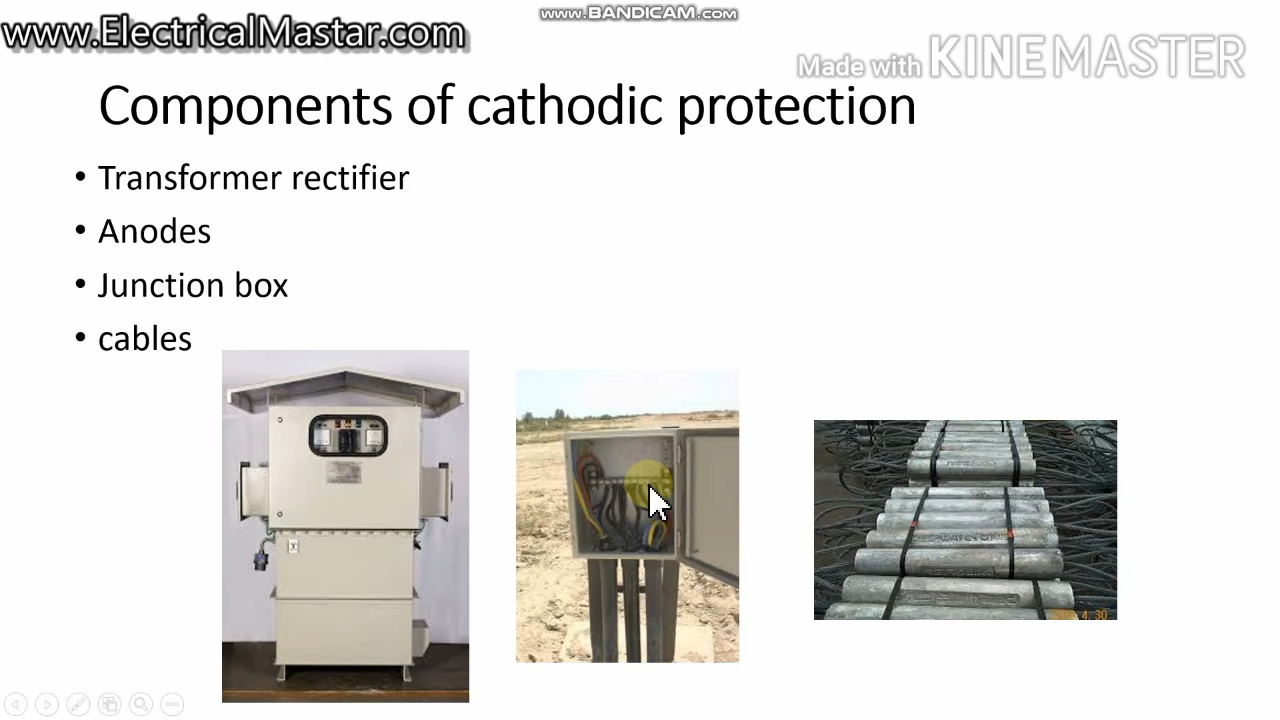 www.BANDICAM.com
www.ElectricalMastar.com
Made with KINEMASTER
Components of cathodic protection
• Transformer rectifier
• Anodes
• Junction box
• cables